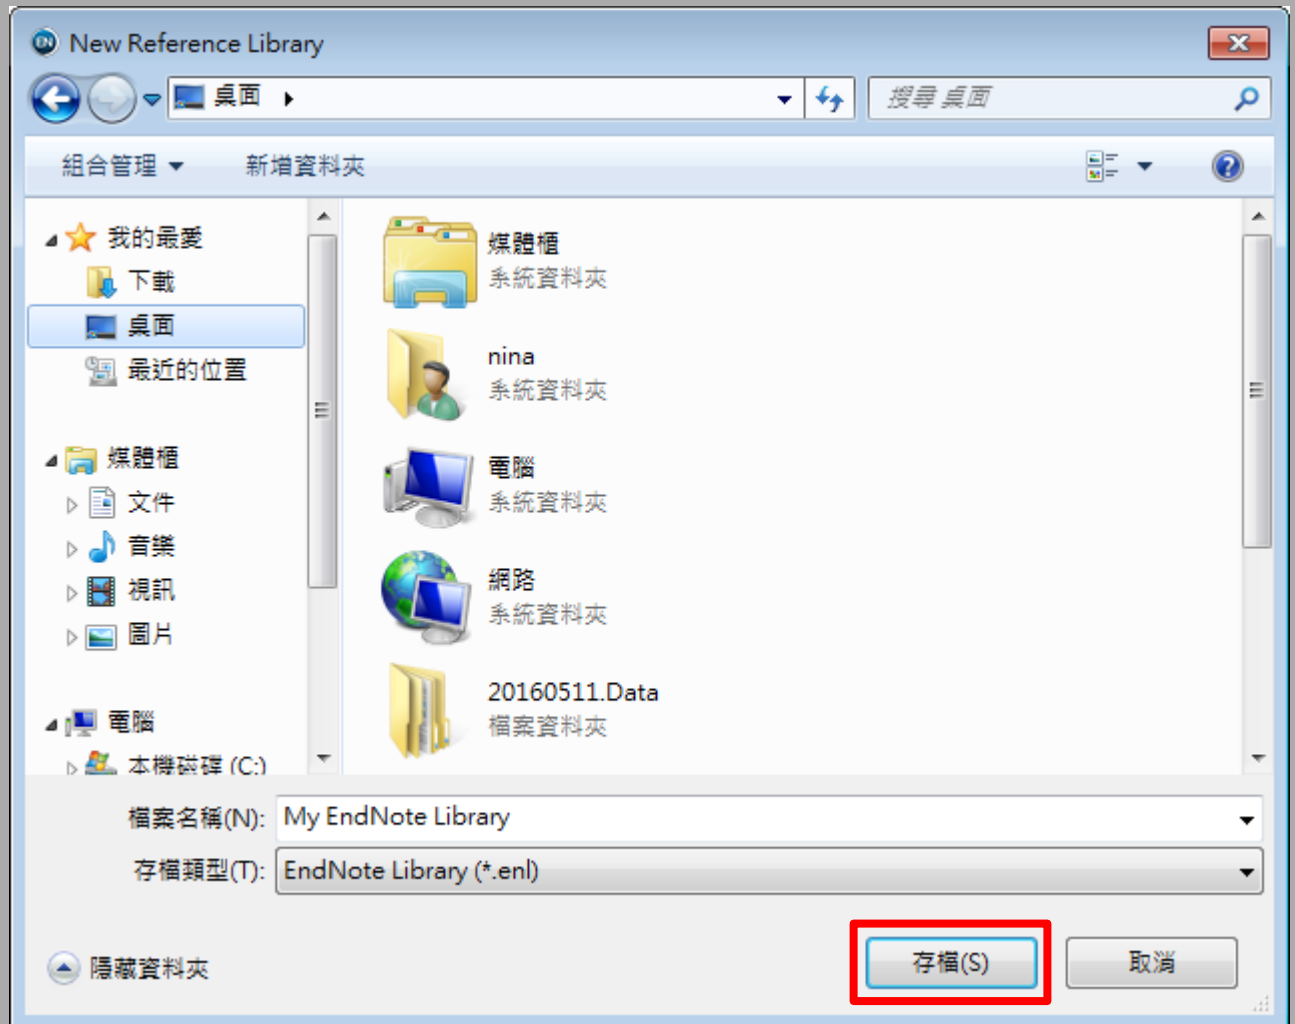 New Reference Library
桌面
搜尋 桌面
組合管理
新增資料夾
我的最愛
下載
桌面
最近的位置
媒體櫃
文件
音樂
視訊
圖片
電腦
本機磁碟 (C:)
媒體櫃
系統資料夾
nina
系統資料夾
電腦
系統資料夾
網路
系統資料夾
20160511.Data
檔案資料夾
檔案名稱(N): My EndNote Library
存檔類型(T): EndNote Library (*.enl)
隱藏資料夾
存檔(S)
取消